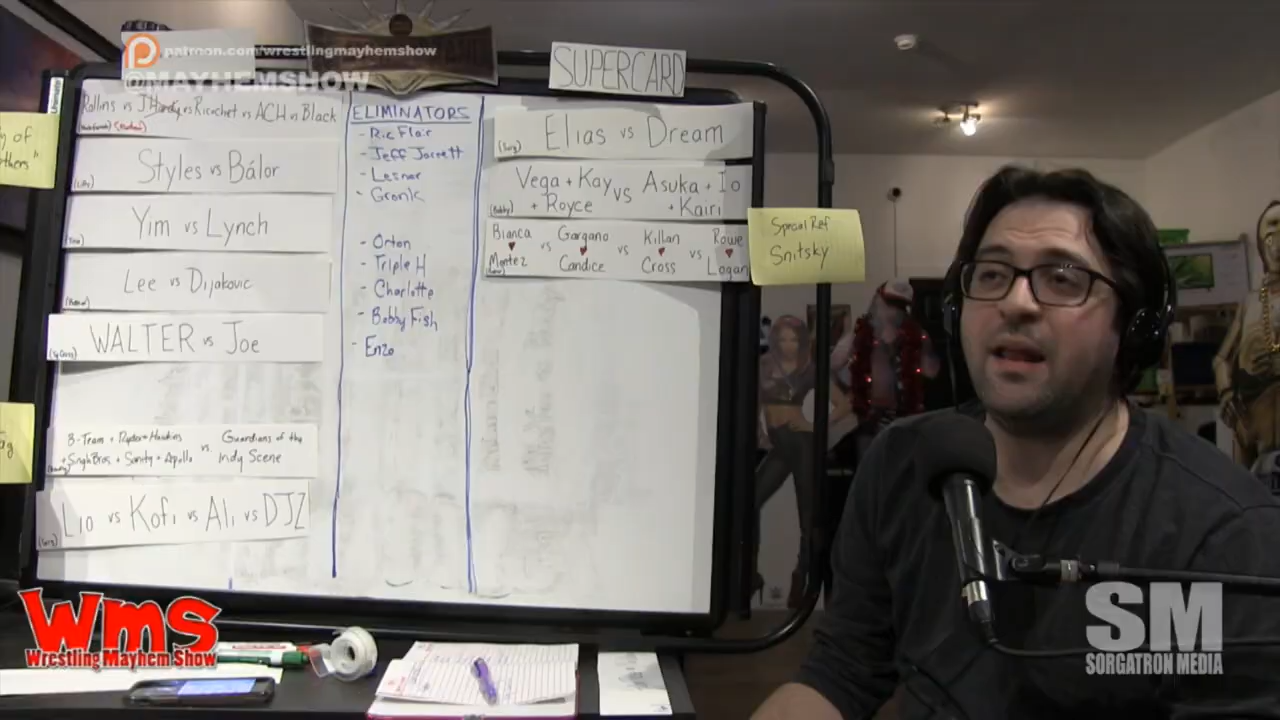 patreon.com/wrestlingmayhemshow
@MAYHEMSHOW
SUPERCARD
Rollins vs J Hardy vs Ricochet vs ACH vs Black
Styles vs Bálor
Yim vs Lynch
Lee vs Dijakovic
WALTER vs Joe
B-Team + Ryder + Hawkins
+ Singh Bros + Sanity + Apollo
vs.
Guardians of the
Indy Scene
Lio vs Kofi vs Ali vs DJZ
(Sorg)
ELIMINATORS
- Ric Flair
- Jeff Jarrett
- Lesnar
- Gronk
- Orton
- Triple H
- Charlotte
- Bobby Fish
- Enzo
Elias vs Dream
(Sorg)
Vega + Kay
+ Royce
vs
Asuka + Io
+ Kairi
(Bobby)
Bianca ♥ Montez
vs
Gargano ♥ Candice
vs
Killan ♥ Cross
vs
Rowe ♥ Logan
Special Ref
Snitsky
WMS
Wrestling Mayhem Show
SM
SORGATRON MEDIA